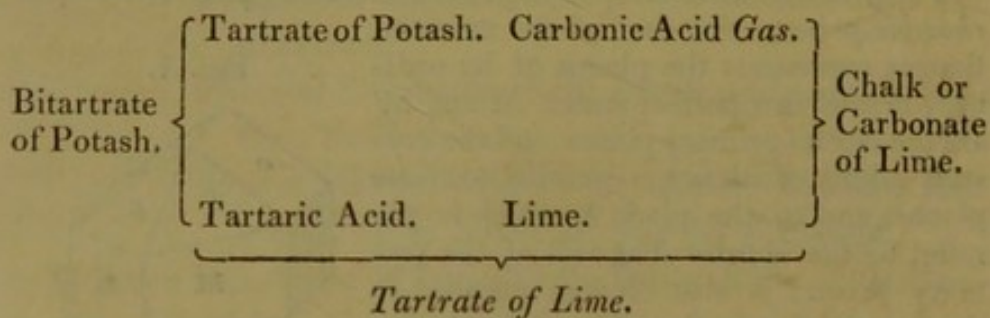 Tartrate of Potash. Carbonic Acid Gas.
Bitartrate of Potash.
Chalk or Carbonate of Lime.
Tartaric Acid. Lime.
Tartrate of Lime.